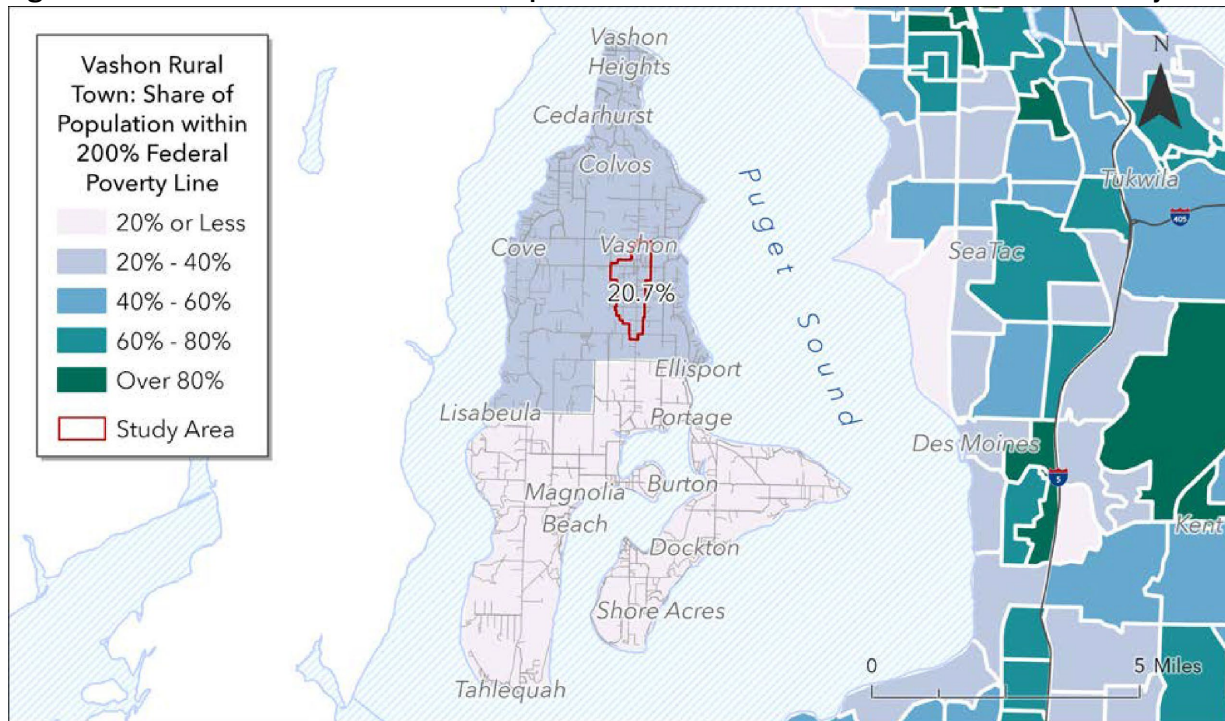 Vashon Rural
Town: Share of
Population within
200% Federal
Poverty Line
20% or Less
20% - 40%
40% - 60%
60% - 80%
Over 80%
Study Area
Vashon
Heights
Cedarhurst
Colvos
Cove
Vashon
20.7%
Ellisport
Lisabeula
Portage
Magnolia
Beach
Burton
Dockton
Shore Acres
Tahlequah
Puget Sound
N
Tukwila
405
SeaTac
Des Moines
5
Kent
0
5 Miles